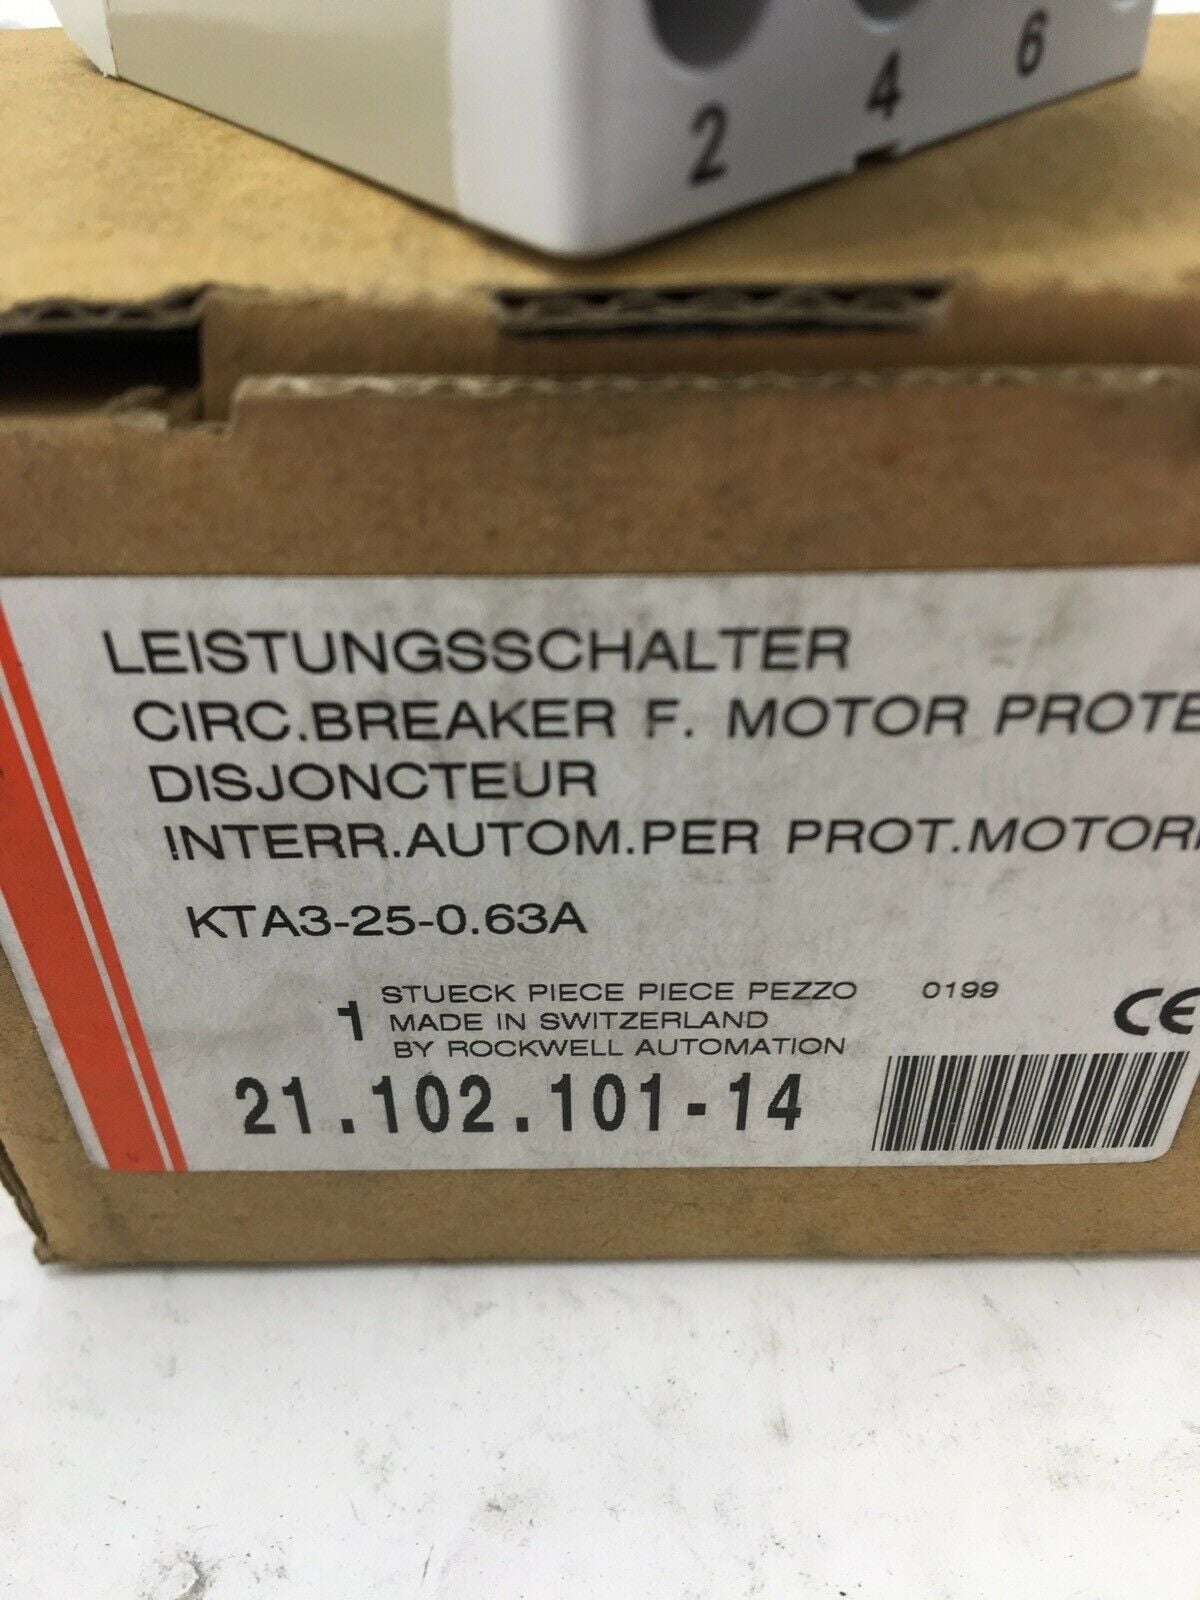 2 4 6
LEISTUNGSSCHALTER
CIRC.BREAKER F. MOTOR PROTE
DISJONCTEUR
INTERR.AUTOM.PER PROT.MOTOR
KTA3-25-0.63A
1 STUECK PIECE PIECE PEZZO 0199
MADE IN SWITZERLAND CE
BY ROCKWELL AUTOMATION
21.102.101-14